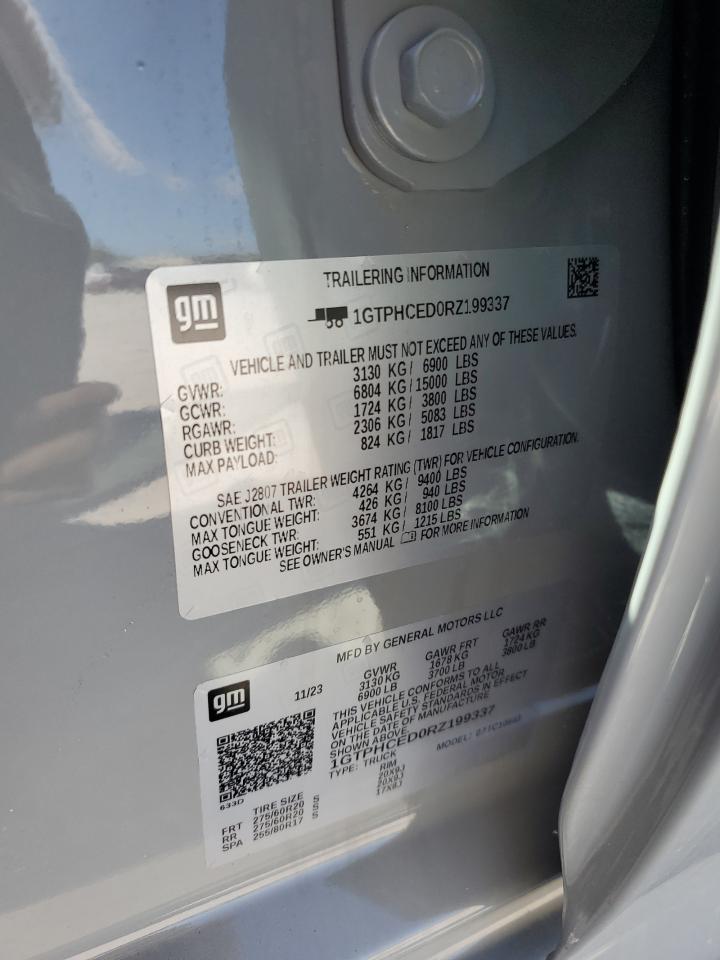 gm
TRAILERING INFORMATION
1GTPHCED0RZ199337
VEHICLE AND TRAILER MUST NOT EXCEED ANY OF THESE VALUES.
GVWR: 3130 KG/ 6900 LBS
GCWR: 6804 KG/ 15000 LBS
RGAWR: 1724 KG/ 3800 LBS
CURB WEIGHT: 2306 KG/ 5083 LBS
MAX PAYLOAD: 824 KG/ 1817 LBS
SAE J2807 TRAILER WEIGHT RATING (TWR) FOR VEHICLE CONFIGURATION.
CONVENTIONAL TWR: 4264 KG/ 9400 LBS
MAX TONGUE WEIGHT: 426 KG/ 940 LBS
GOOSENECK TWR: 3674 KG/ 8100 LBS
MAX TONGUE WEIGHT: 551 KG/ 1215 LBS
SEE OWNER'S MANUAL FOR MORE INFORMATION
gm
MFD BY GENERAL MOTORS LLC
11/23
GVWR GAWR FRT GAWR RR
3130 KG 1678 KG 1724 KG
6900 LB 3700 LB 3800 LB
THIS VEHICLE CONFORMS TO ALL
APPLICABLE U.S. FEDERAL MOTOR
VEHICLE SAFETY STANDARDS IN EFFECT
ON THE DATE OF MANUFACTURE
SHOWN ABOVE.
1GTPHCED0RZ199337
TYPE: TRUCK MODEL:
633D
TIRE SIZE RIM
FRT 275/60R20 S 20X9J
RR 275/60R20 S 20X9J
SPA 255/80R17 S 17X8J